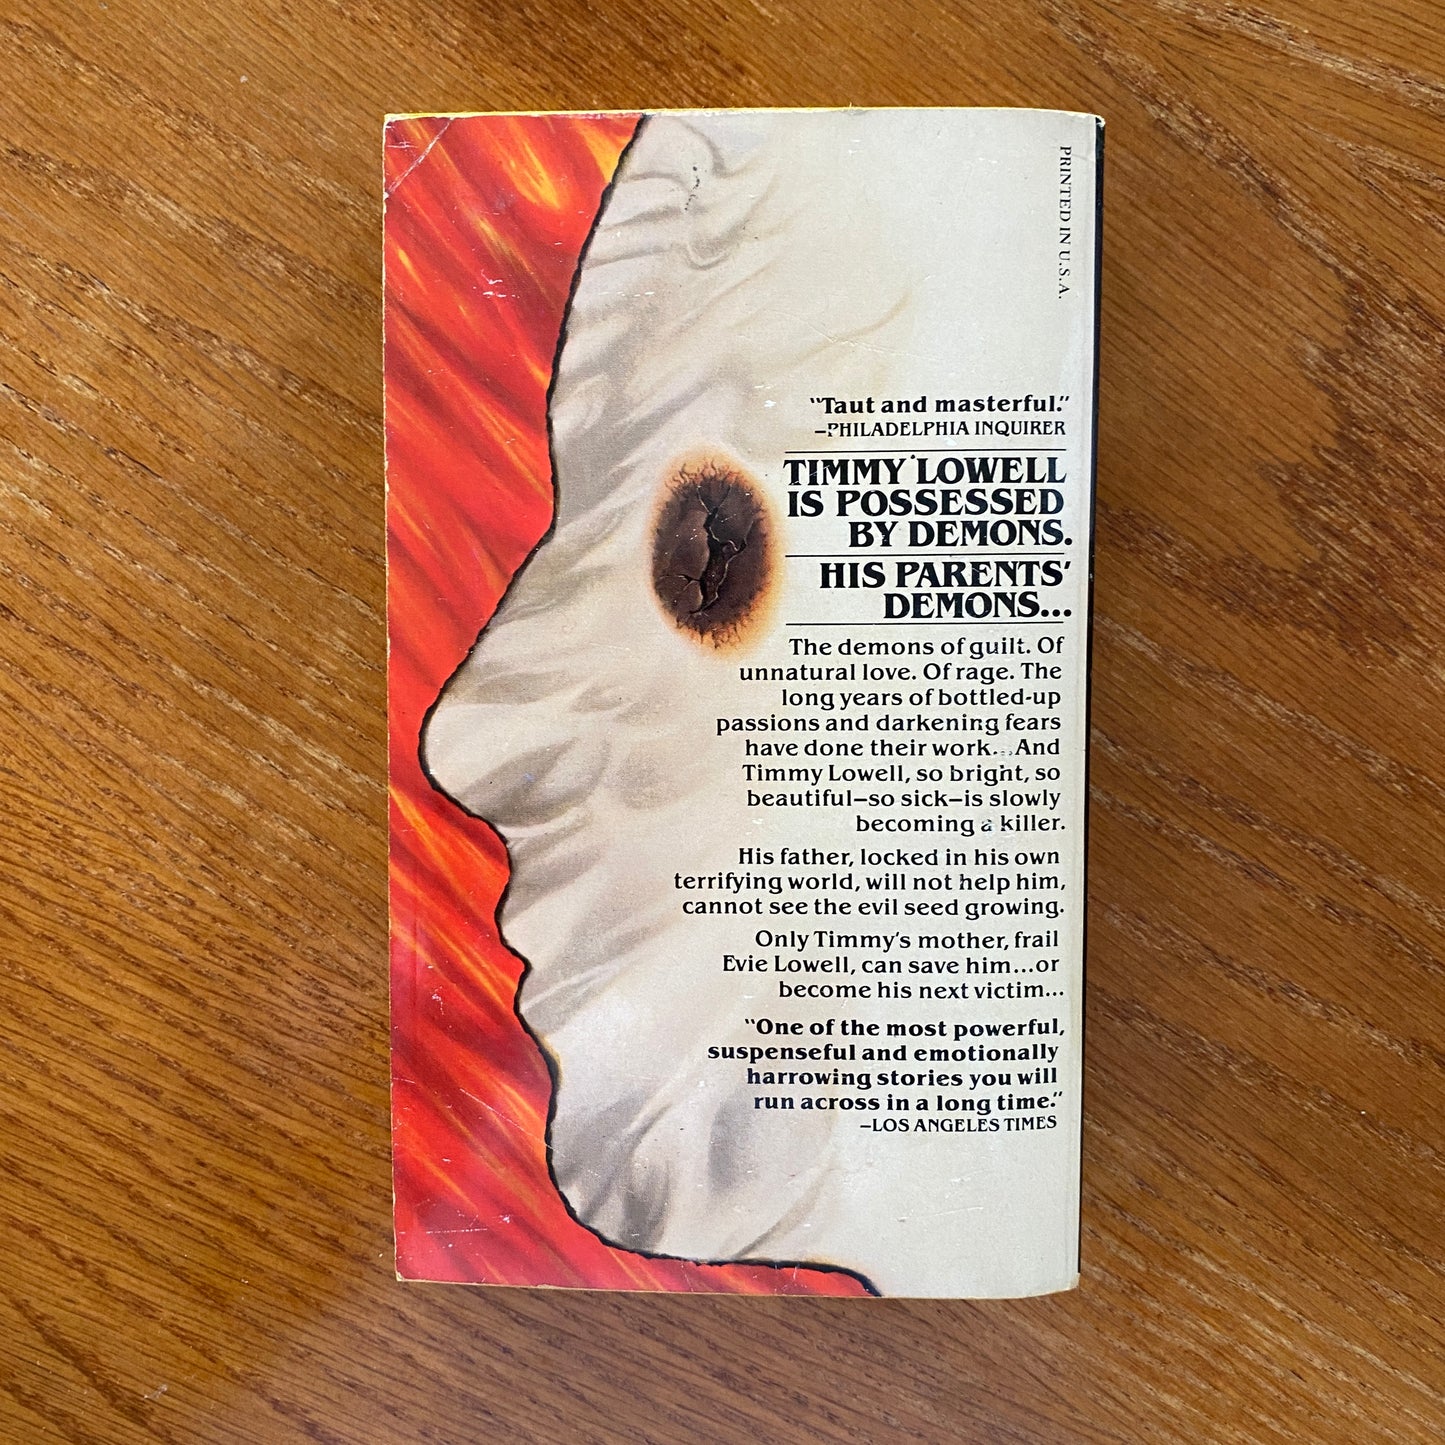 PRINTED IN U.S.A.
"Taut and masterful."
–PHILADELPHIA INQUIRER
TIMMY LOWELL
IS POSSESSED
BY DEMONS.
HIS PARENTS'
DEMONS...
The demons of guilt. Of
unnatural love. Of rage. The
long years of bottled-up
passions and darkening fears
have done their work...And
Timmy Lowell, so bright, so
beautiful–so sick–is slowly
becoming a killer.
His father, locked in his own
terrifying world, will not help him,
cannot see the evil seed growing.
Only Timmy's mother, frail
Evie Lowell, can save him...or
become his next victim...
"One of the most powerful,
suspenseful and emotionally
harrowing stories you will
run across in a long time."
–LOS ANGELES TIMES